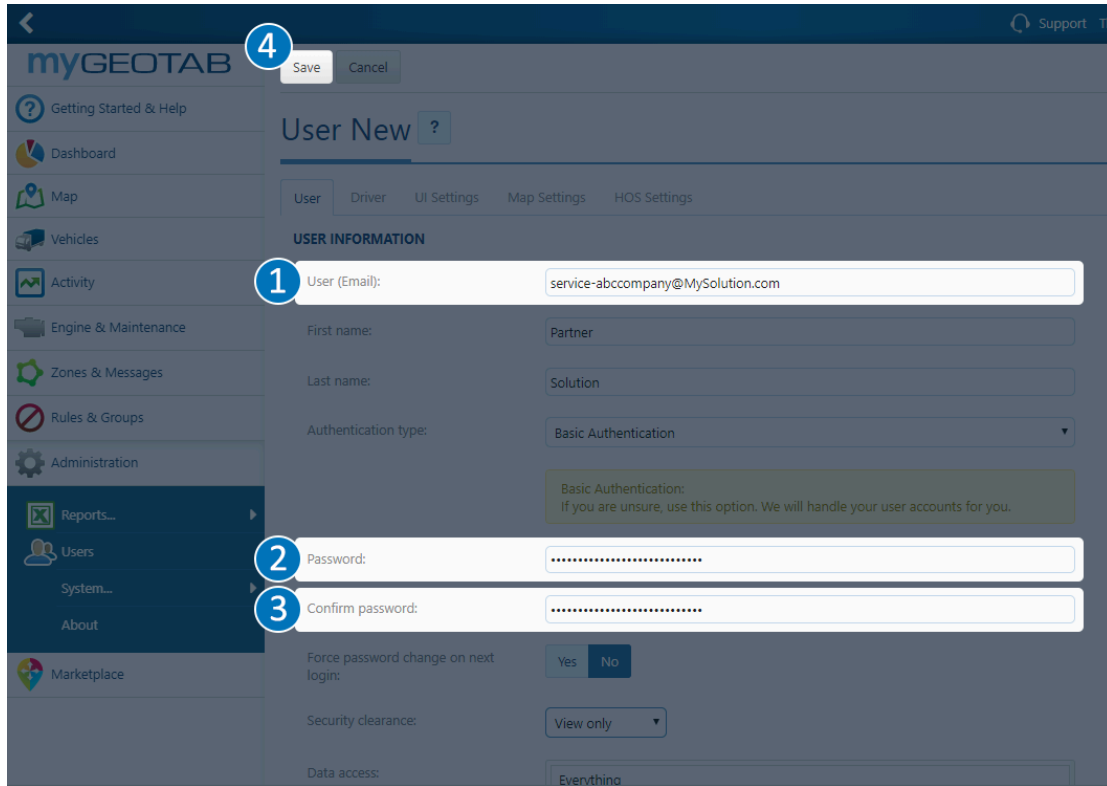 Support
myGEOTAB
4
Save
Cancel
Getting Started & Help
User New ?
Dashboard
User
Driver
UI Settings
Map Settings
HOS Settings
Map
Vehicles
USER INFORMATION
1
User (Email):
service-abccompany@MySolution.com
Activity
Engine & Maintenance
First name:
Partner
Zones & Messages
Last name:
Solution
Rules & Groups
Authentication type:
Basic Authentication
Administration
Basic Authentication:
If you are unsure, use this option. We will handle your user accounts for you.
Reports...
Users
2
Password:
System...
3
Confirm password:
About
Force password change on next
login:
Yes
No
Marketplace
Security clearance:
View only
Data access:
Everything